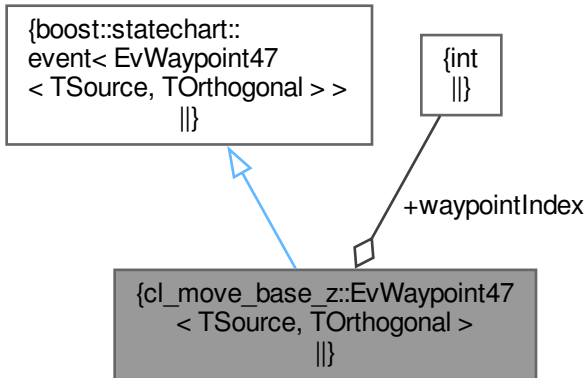 {boost::statechart::
event< EvWaypoint47
< TSource, TOrthogonal > >
||}
{int
||}
+waypointIndex
{cl_move_base_z::EvWaypoint47
< TSource, TOrthogonal >
||}